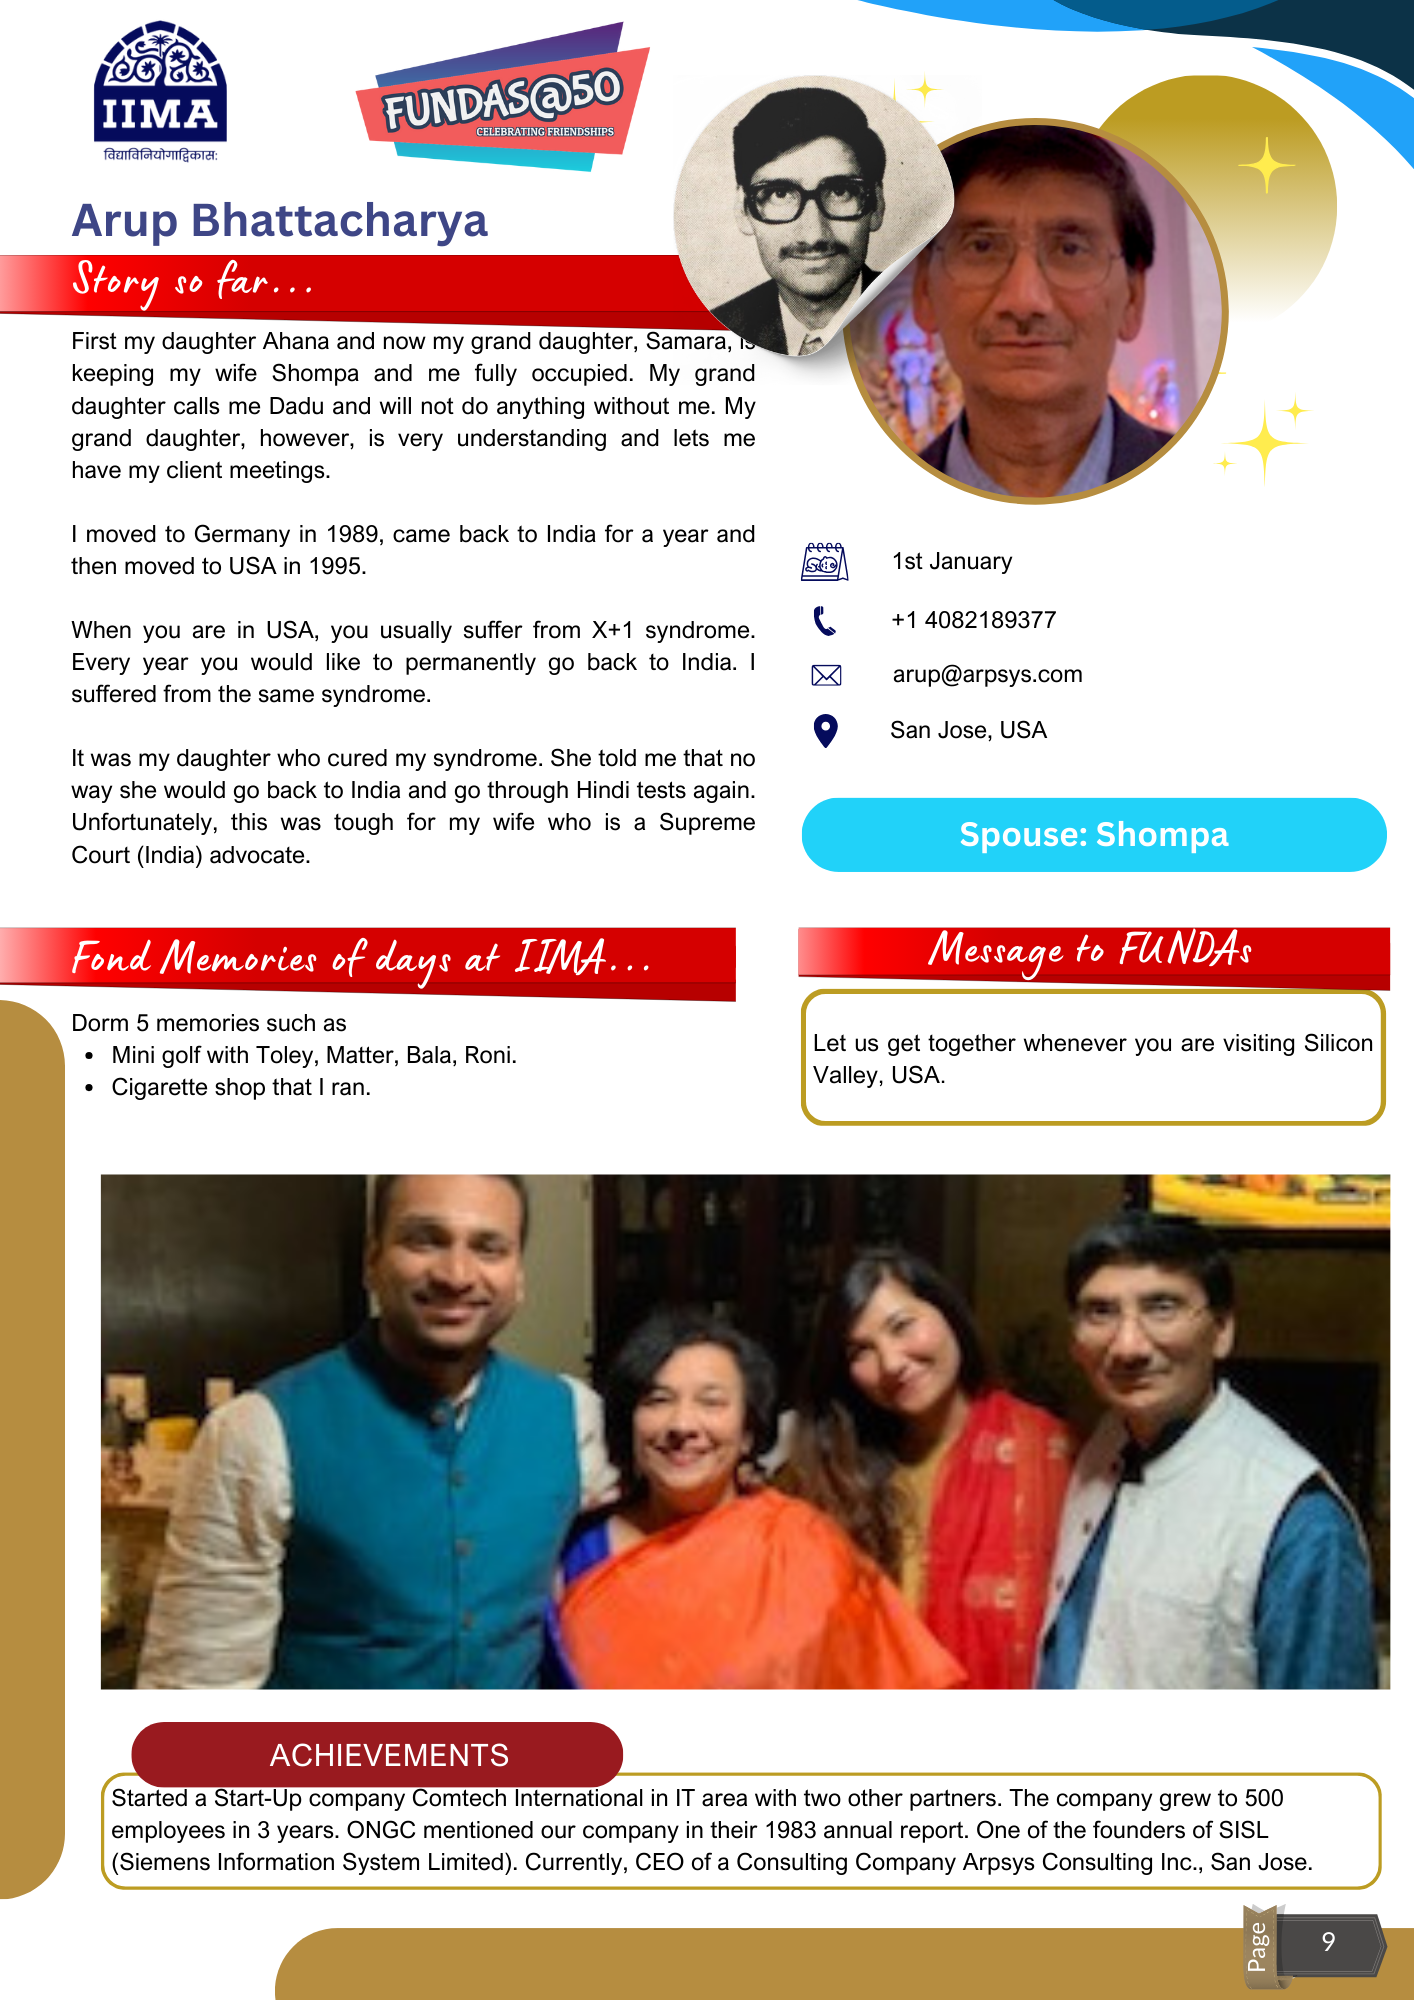 IIMA
विद्याविनियोगाद्विकास:
FUNDAS@50
CELEBRATING FRIENDSHIPS
Arup Bhattacharya
Story so far...
First my daughter Ahana and now my grand daughter, Samara, is
keeping my wife Shompa and me fully occupied. My grand
daughter calls me Dadu and will not do anything without me. My
grand daughter, however, is very understanding and lets me
have my client meetings.
I moved to Germany in 1989, came back to India for a year and
then moved to USA in 1995.
When you are in USA, you usually suffer from X+1 syndrome.
Every year you would like to permanently go back to India. I
suffered from the same syndrome.
It was my daughter who cured my syndrome. She told me that no
way she would go back to India and go through Hindi tests again.
Unfortunately, this was tough for my wife who is a Supreme
Court (India) advocate.
1st January
+1 4082189377
arup@arpsys.com
San Jose, USA
Spouse: Shompa
Fond Memories of days at IIMA...
Dorm 5 memories such as
• Mini golf with Toley, Matter, Bala, Roni.
• Cigarette shop that I ran.
Message to FUNDAs
Let us get together whenever you are visiting Silicon
Valley, USA.
ACHIEVEMENTS
Started a Start-Up company Comtech International in IT area with two other partners. The company grew to 500
employees in 3 years. ONGC mentioned our company in their 1983 annual report. One of the founders of SISL
(Siemens Information System Limited). Currently, CEO of a Consulting Company Arpsys Consulting Inc., San Jose.
Page
9